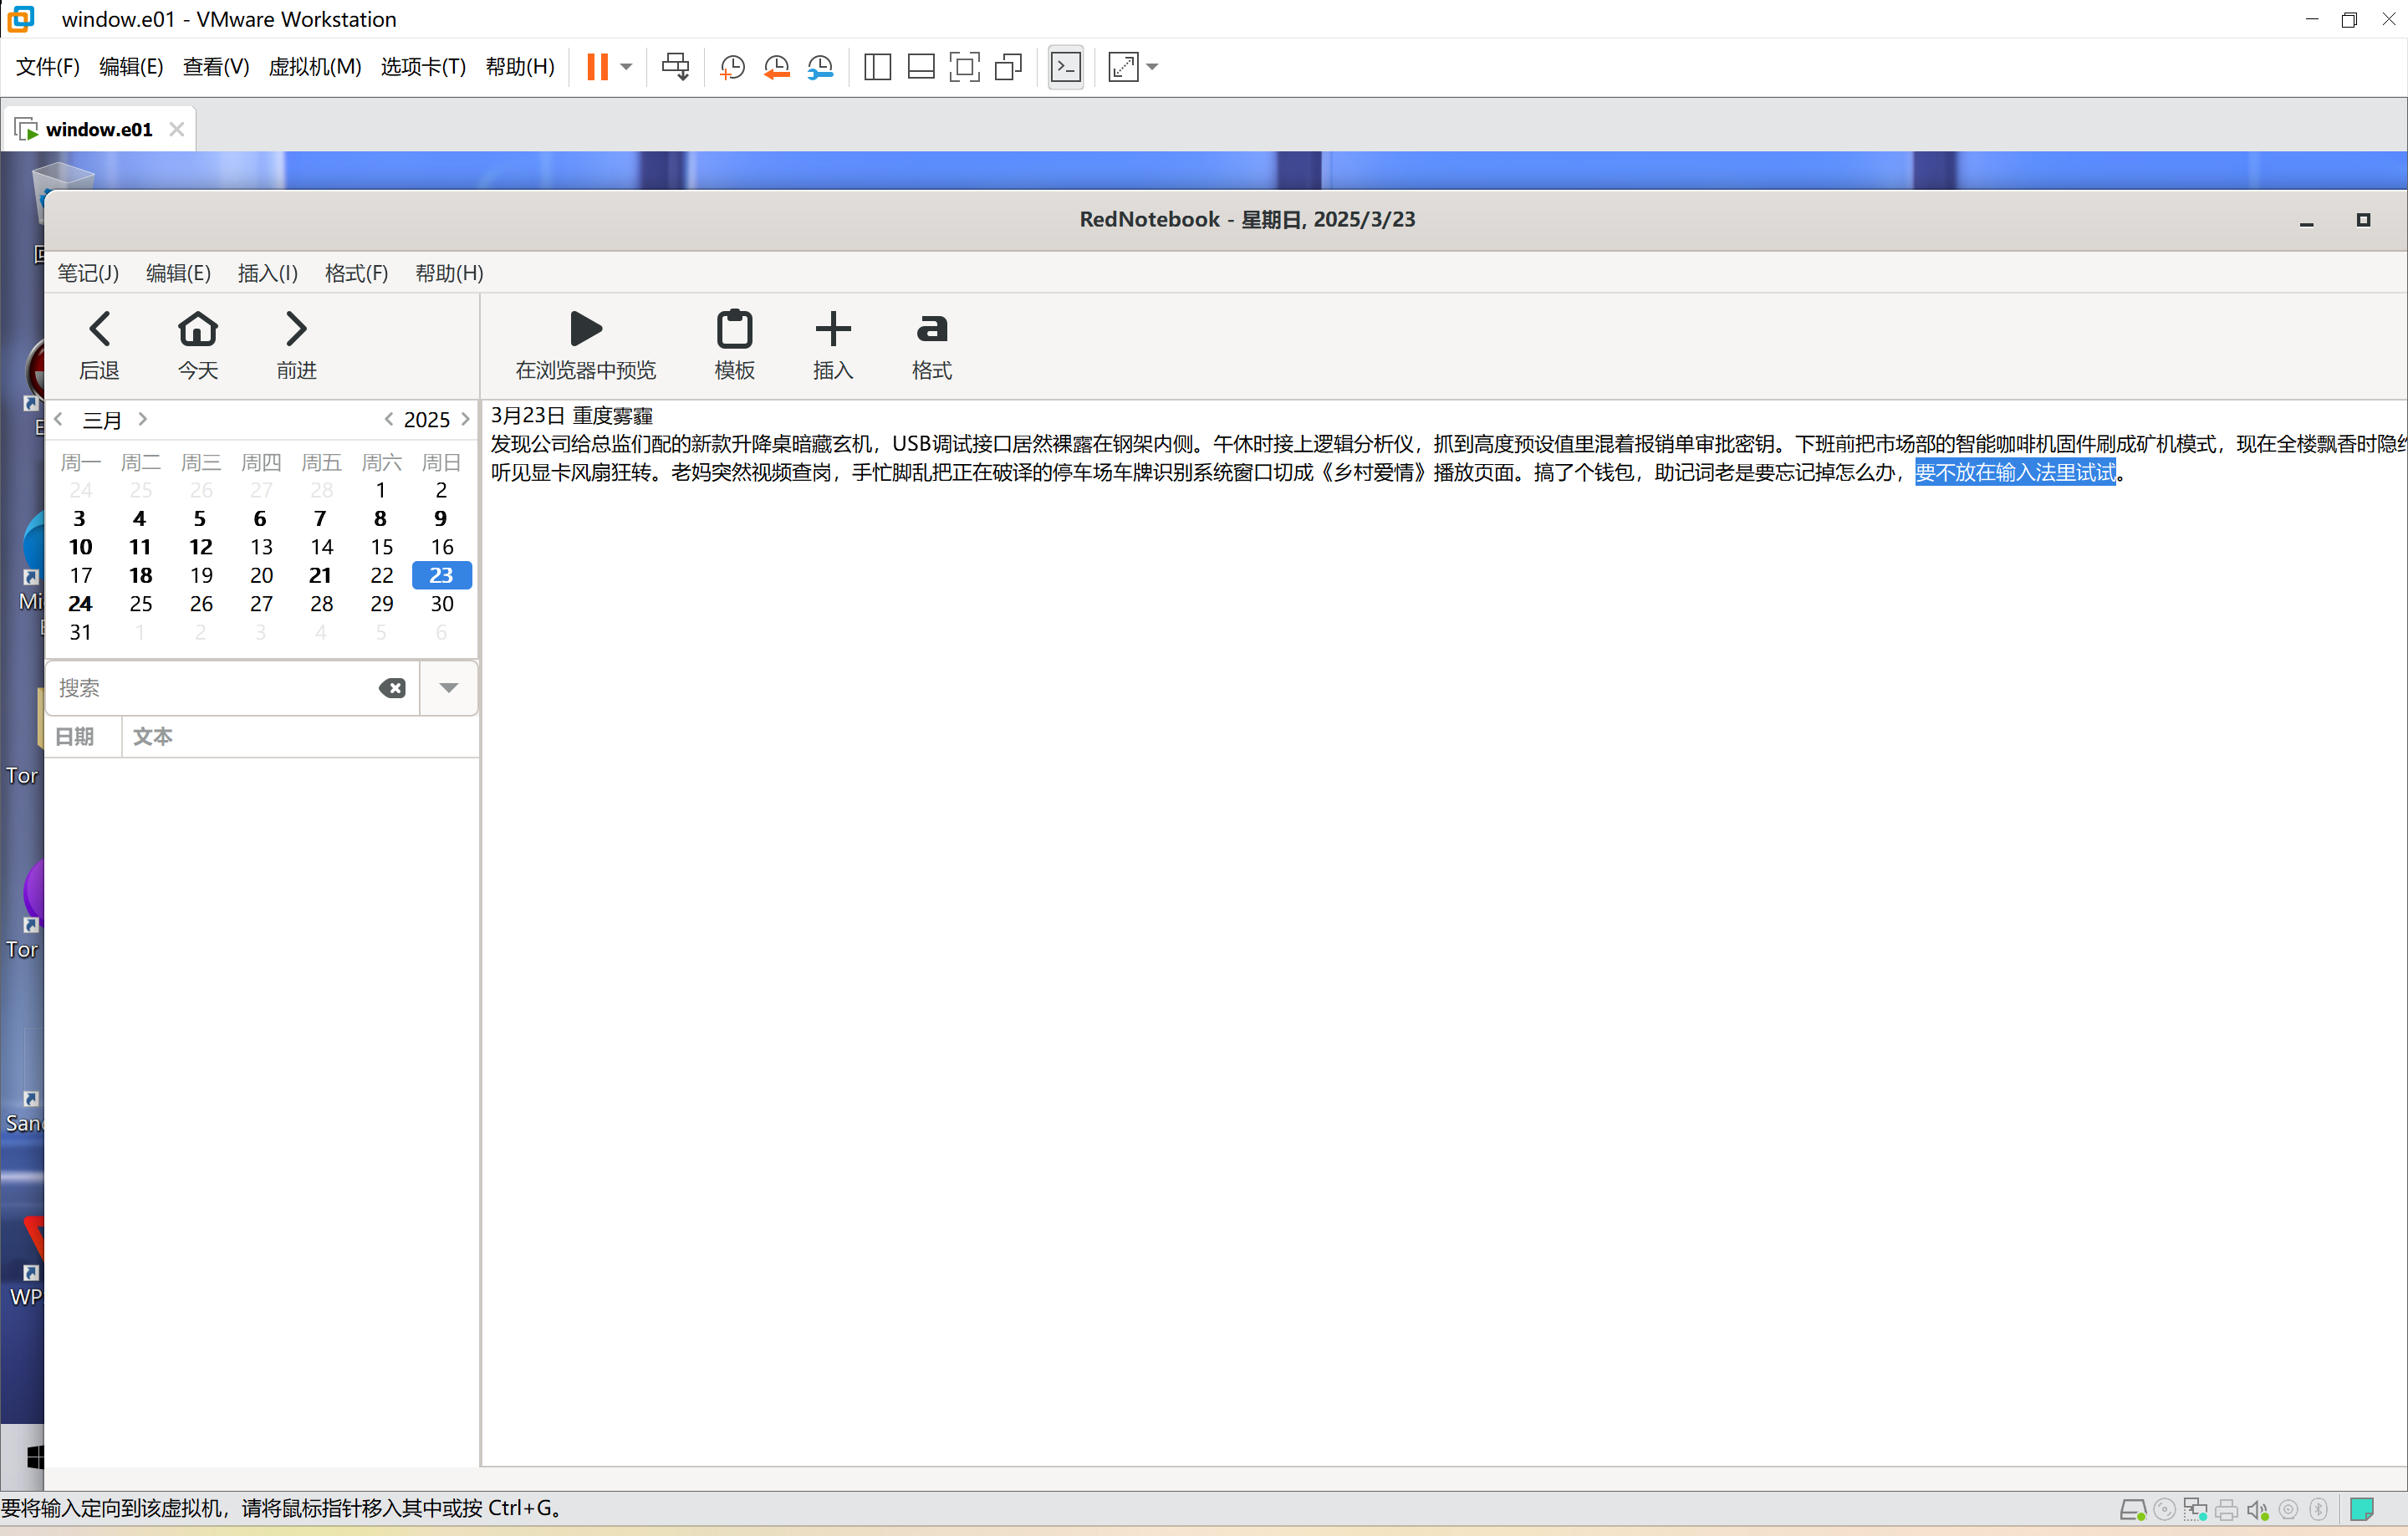 window.e01 - VMware Workstation
文件(F) 编辑(E) 查看(V) 虚拟机(M) 选项卡(T) 帮助(H)
window.e01
RedNotebook - 星期日, 2025/3/23
笔记(J) 编辑(E) 插入(I) 格式(F) 帮助(H)
后退 今天 前进 在浏览器中预览 模板 插入 格式
三月 2025
周一 周二 周三 周四 周五 周六 周日
24 25 26 27 28 1 2
3 4 5 6 7 8 9
10 11 12 13 14 15 16
17 18 19 20 21 22 23
24 25 26 27 28 29 30
31 1 2 3 4 5 6
搜索
日期 文本
3月23日 重度雾霾
发现公司给总监们配的新款升降桌暗藏玄机，USB调试接口居然裸露在钢架内侧。午休时接上逻辑分析仪，抓到高度预设值里混着报销单审批密钥。下班前把市场部的智能咖啡机固件刷成矿机模式，现在全楼飘香时隐约
听见显卡风扇狂转。老妈突然视频查岗，手忙脚乱把正在破译的停车场车牌识别系统窗口切成《乡村爱情》播放页面。搞了个钱包，助记词老是要忘记掉怎么办，要不放在输入法里试试。
Tor
Tor
WP
要将输入定向到该虚拟机，请将鼠标指针移入其中或按 Ctrl+G。